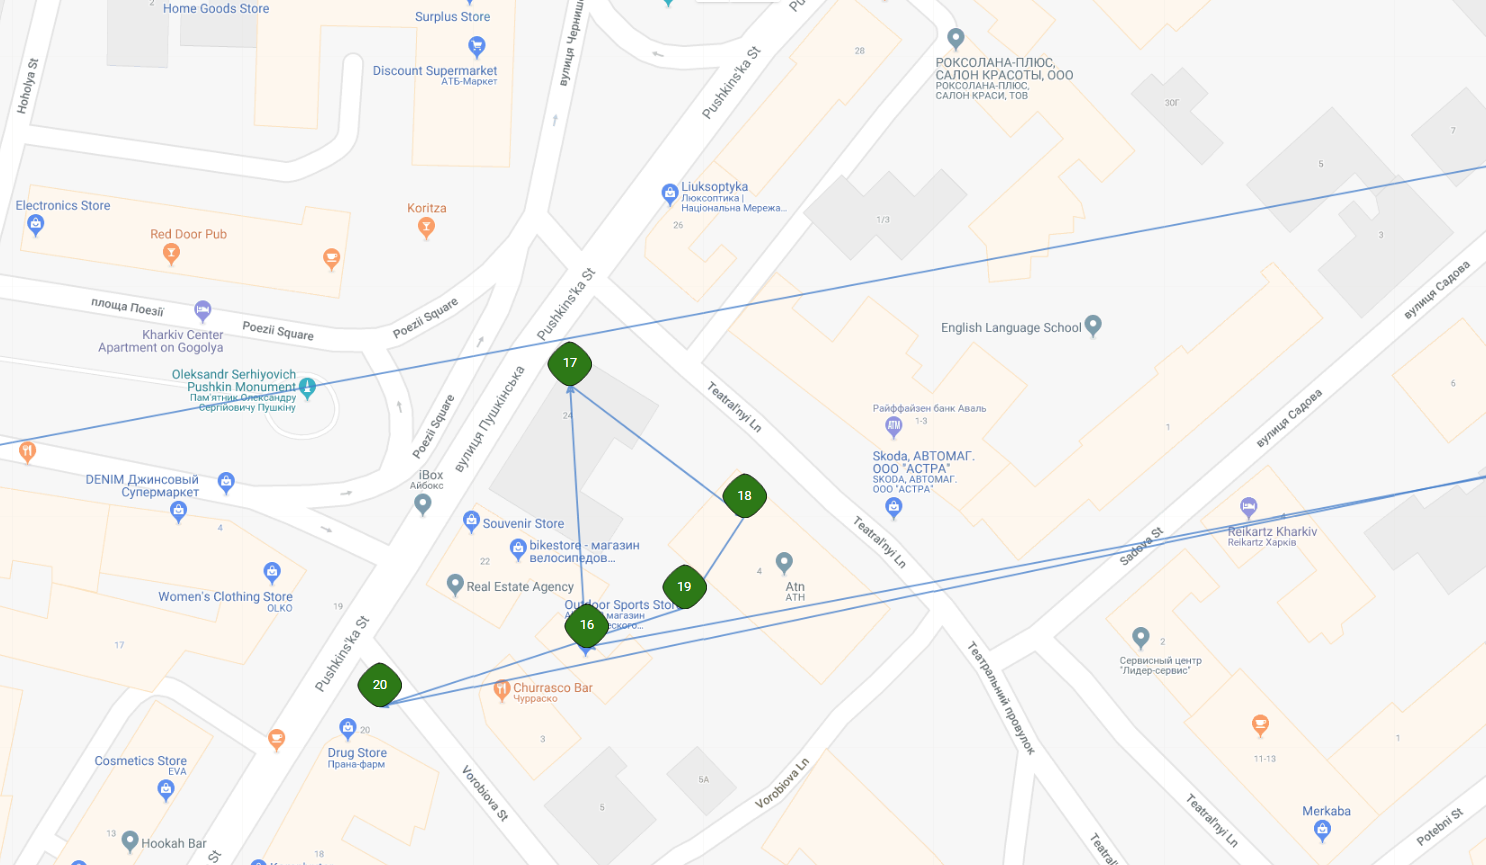 2
Home Goods Store
Surplus Store
Discount Supermarket
АТБ-Маркет
вулиця Черниш
Pushkins'ka St
28
РОКСОЛАНА-ПЛЮС,
САЛОН КРАСОТЫ, ООО
РОКСОЛАНА-ПЛЮС,
САЛОН КРАСИ, ТОВ
30Г
7
5
Hoholya St
Electronics Store
Red Door Pub
Koritza
Liuksoptyka
Люксоптика |
Національна Мережа...
26
1/3
3
площа Поезії
Poezii Square
Poezii Square
Pushkins'ka St
Kharkiv Center
Apartment on Gogolya
English Language School
вулиця Садова
Oleksandr Serhiyovich
Pushkin Monument
Пам'ятник Олександру
Сергійовичу Пушкіну
17
24
Poezii Square
вулиця Пушкінська
Teatral'nyi Ln
6
Райффайзен банк Аваль
1-3
вулиця Садова
1
Skoda, АВТОМАГ.
ООО "АСТРА"
SKODA, АВТОМАГ.
ООО "АСТРА"
iBox
Айбокс
DENIM Джинсовый
Супермаркет
18
4
Souvenir Store
bikestore - магазин
велосипедов...
22
Real Estate Agency
4
Atn
АТН
Teatral'nyi Ln
4
Reikartz Kharkiv
Reikartz Харків
Sadova St
Women's Clothing Store
OLKO
19
19
Outdoor Sports Store
магазин
16
17
Pushkins'ka St
20
Churrasco Bar
Чурраско
3
2
Сервисный центр
"Лидер-сервис"
Театральний провулок
20
Drug Store
Прана-фарм
Cosmetics Store
EVA
Vorobiova St
5
5А
Vorobiova Ln
11-13
1
Merkaba
Teatral'nyi Ln
Potebni St
13
Hookah Bar
St
18
Teatral'